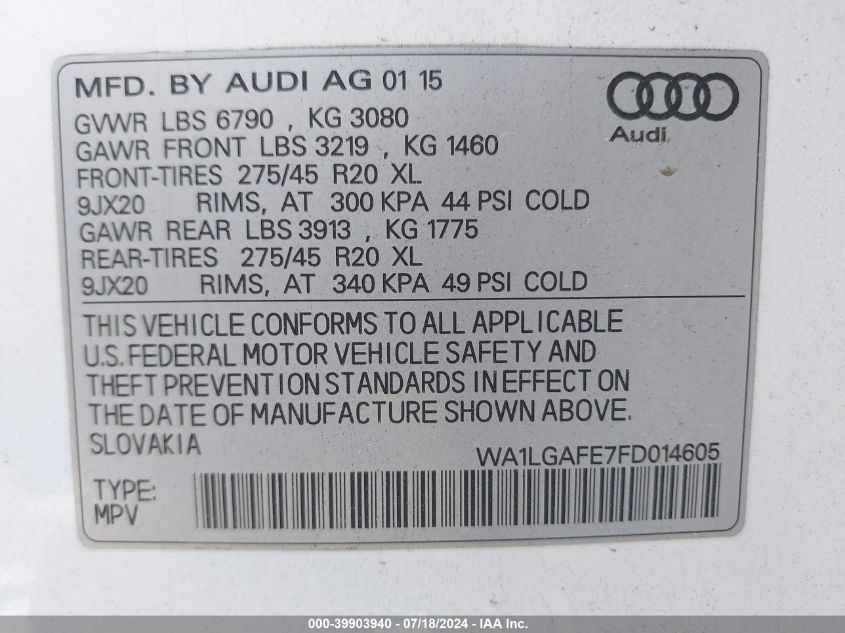 MFD. BY AUDI AG 01 15
GVWR LBS 6790 , KG 3080
GAWR FRONT LBS 3219 , KG 1460
FRONT-TIRES 275/45 R20 XL
9JX20 RIMS, AT 300 KPA 44 PSI COLD
GAWR REAR LBS 3913 , KG 1775
REAR-TIRES 275/45 R20 XL
9JX20 RIMS, AT 340 KPA 49 PSI COLD
Audi
THIS VEHICLE CONFORMS TO ALL APPLICABLE
U.S. FEDERAL MOTOR VEHICLE SAFETY AND
THEFT PREVENTION STANDARDS IN EFFECT ON
THE DATE OF MANUFACTURE SHOWN ABOVE.
SLOVAKIA
WA1LGAFE7FD014605
TYPE:
MPV
000-39903940 - 07/18/2024 - IAA Inc.